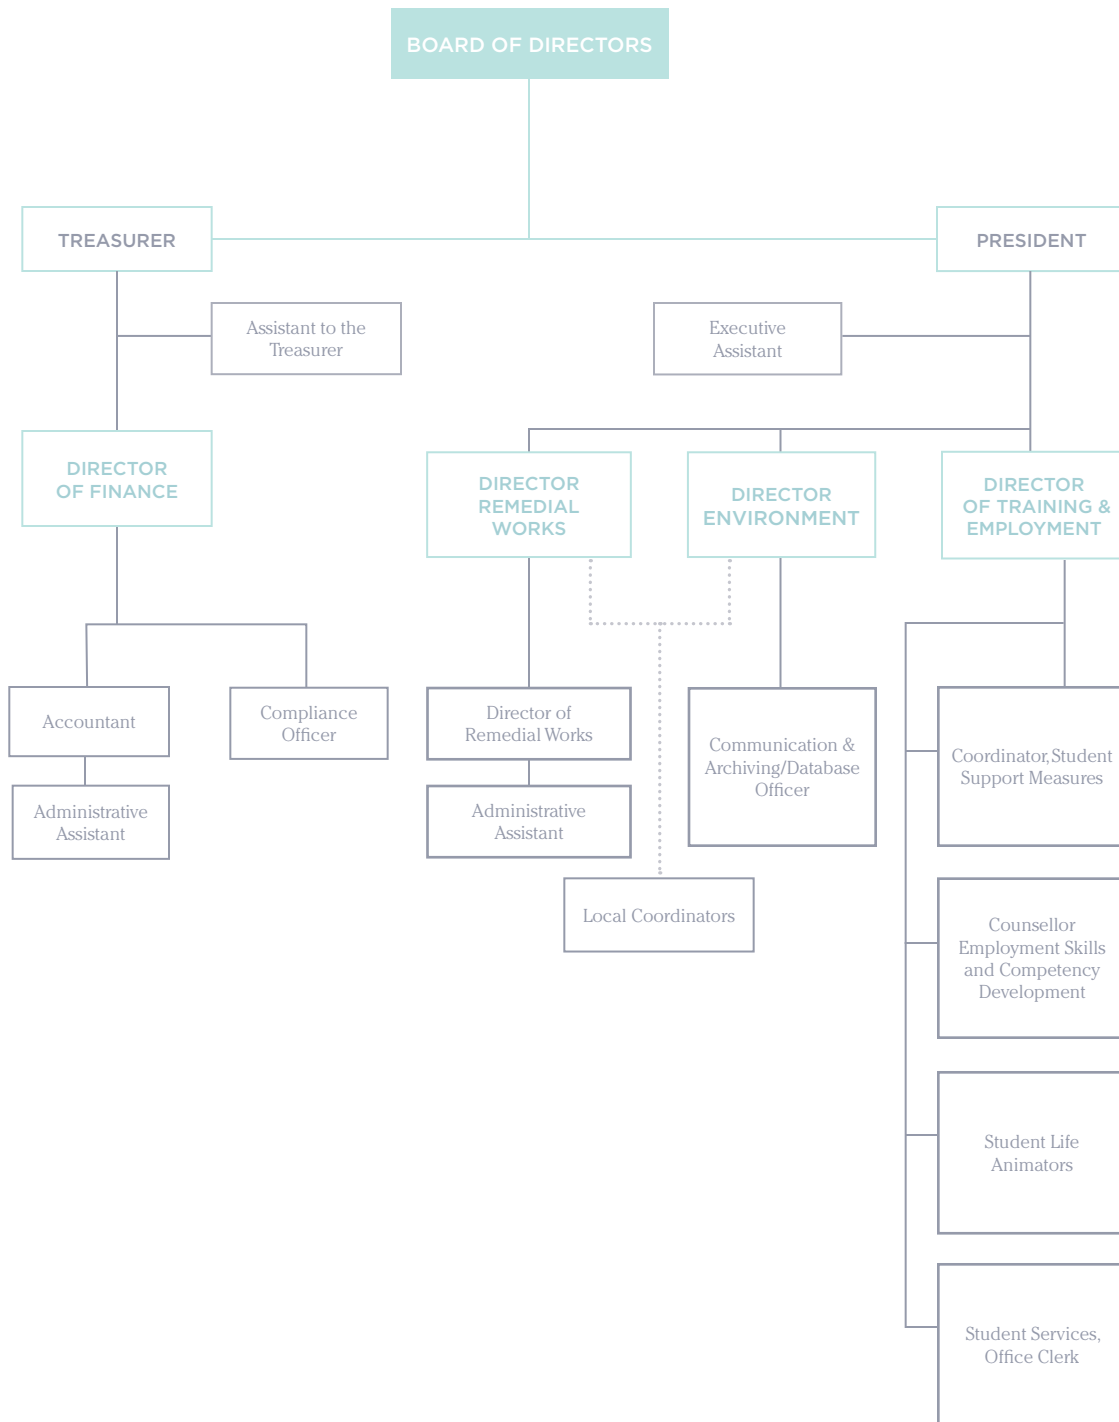 BOARD OF DIRECTORS
TREASURER
PRESIDENT
Assistant to the
Treasurer
Executive
Assistant
DIRECTOR
OF FINANCE
DIRECTOR
REMEDIAL
WORKS
DIRECTOR
ENVIRONMENT
DIRECTOR
OF TRAINING &
EMPLOYMENT
Accountant
Compliance
Officer
Director of
Remedial Works
Communication &
Archiving/Database
Officer
Coordinator, Student
Support Measures
Administrative
Assistant
Administrative
Assistant
Local Coordinators
Counsellor
Employment Skills
and Competency
Development
Student Life
Animators
Student Services,
Office Clerk